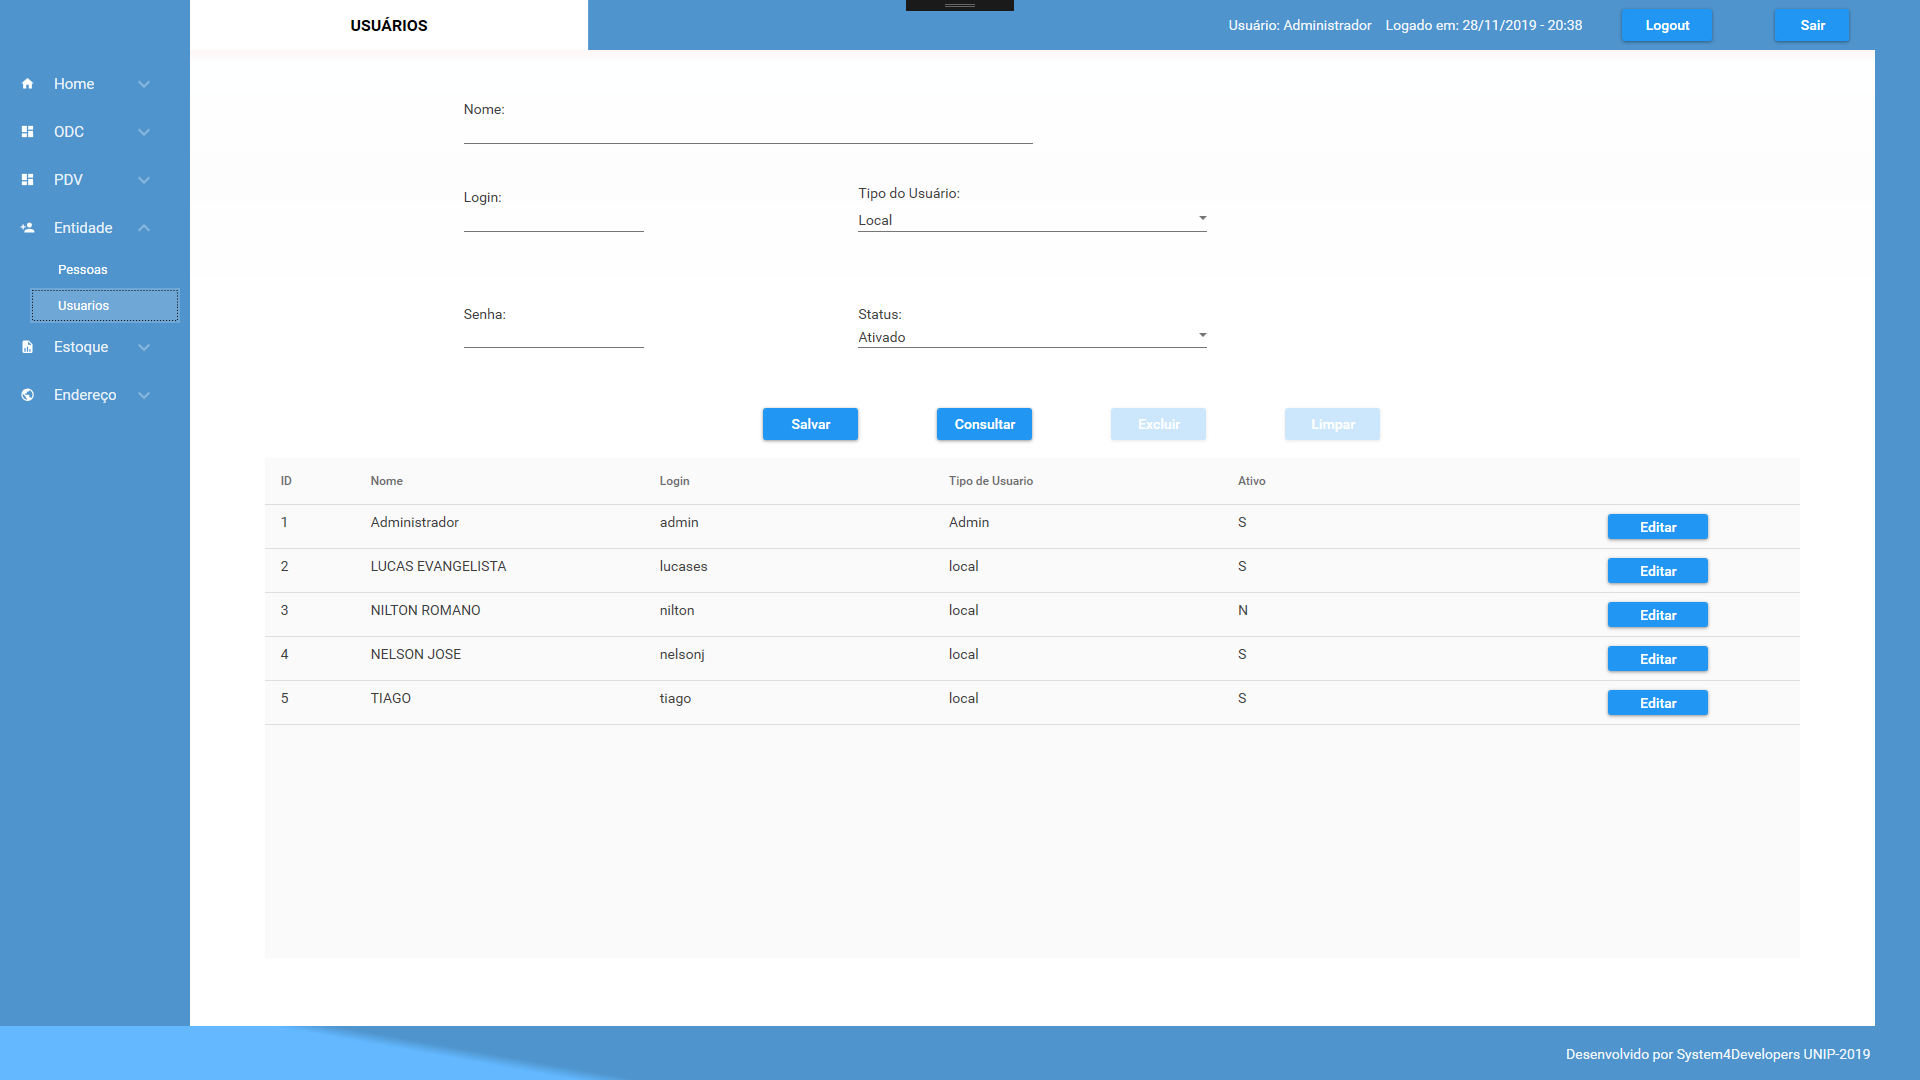 USUÁRIOS
Usuário: Administrador Logado em: 28/11/2019 - 20:38 Logout Sair
Home
ODC
PDV
Entidade
Pessoas
Usuarios
Estoque
Endereço
Nome:
Login:
Tipo do Usuário:
Local
Senha:
Status:
Ativado
Salvar Consultar Excluir Limpar
ID Nome Login Tipo de Usuario Ativo
1 Administrador admin Admin S Editar
2 LUCAS EVANGELISTA lucases local S Editar
3 NILTON ROMANO nilton local N Editar
4 NELSON JOSE nelsonj local S Editar
5 TIAGO tiago local S Editar
Desenvolvido por System4Developers UNIP-2019